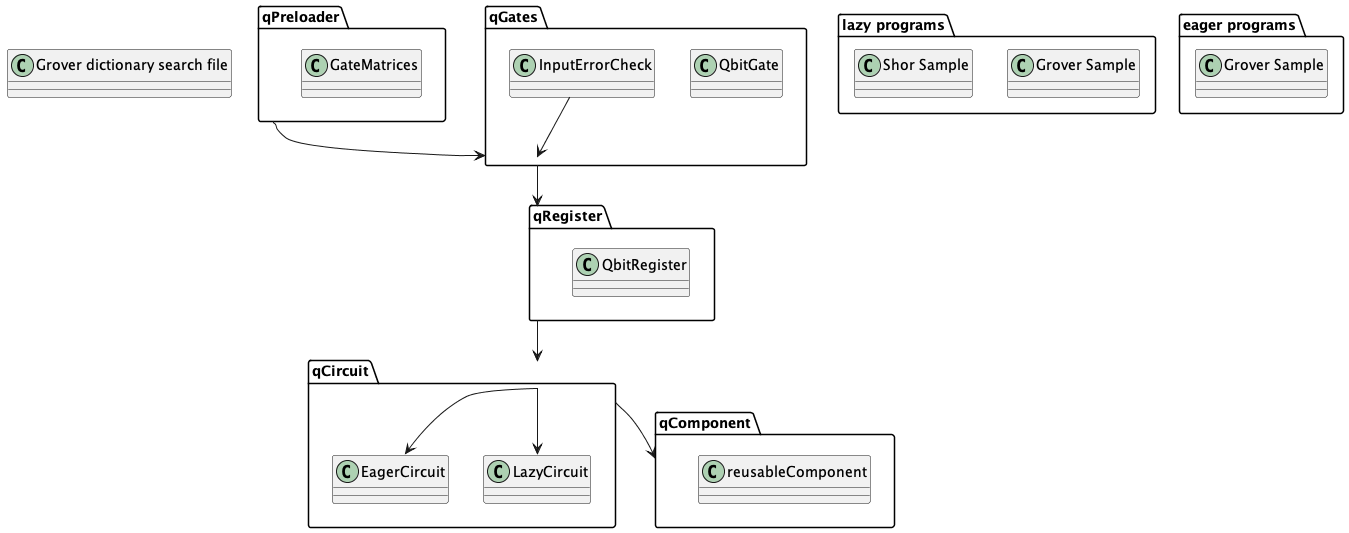 qPreloader
qGates
lazy programs
eager programs
C Grover dictionary search file
C GateMatrices
C InputErrorCheck
C QbitGate
C Shor Sample
C Grover Sample
C Grover Sample
qRegister
C QbitRegister
qCircuit
qComponent
C EagerCircuit
C LazyCircuit
C reusableComponent